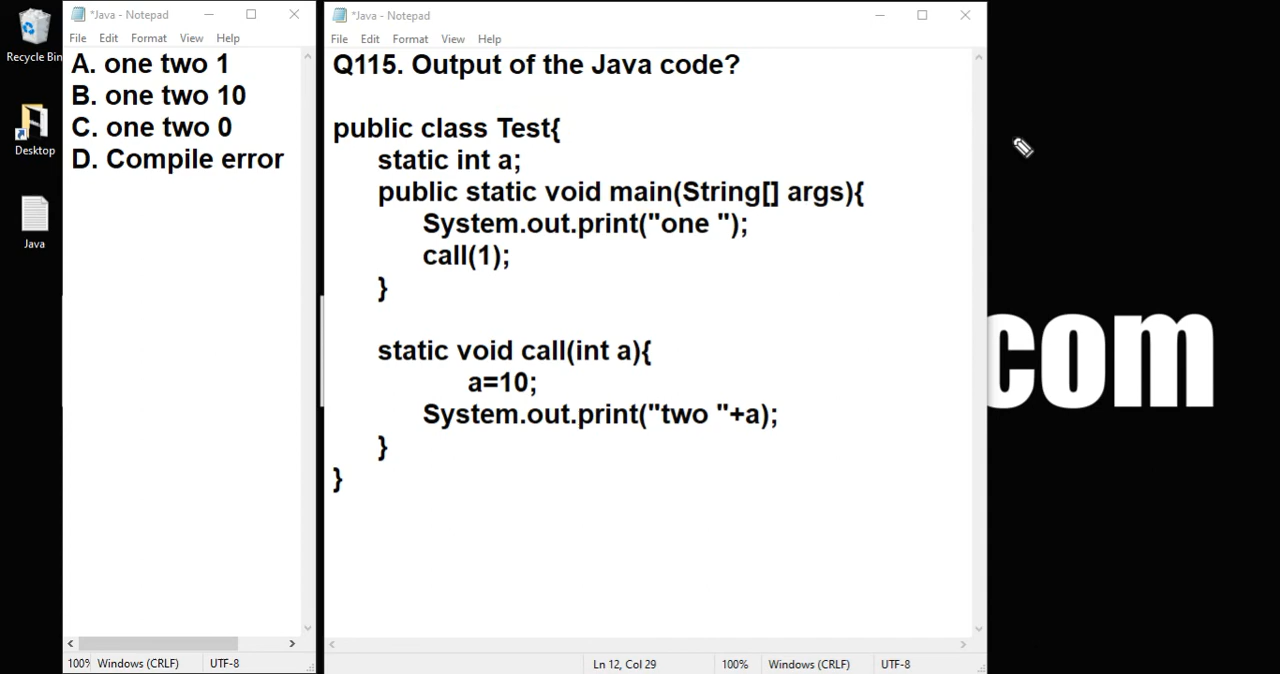 Recycle Bin
Desktop
Java
*Java - Notepad
File Edit Format View Help
A. one two 1
B. one two 10
C. one two 0
D. Compile error
100% Windows (CRLF) UTF-8
*Java - Notepad
File Edit Format View Help
Q115. Output of the Java code?
public class Test{
static int a;
public static void main(String[] args){
System.out.print("one ");
call(1);
}
static void call(int a){
a=10;
System.out.print("two "+a);
}
}
Ln 12, Col 29 100% Windows (CRLF) UTF-8
com